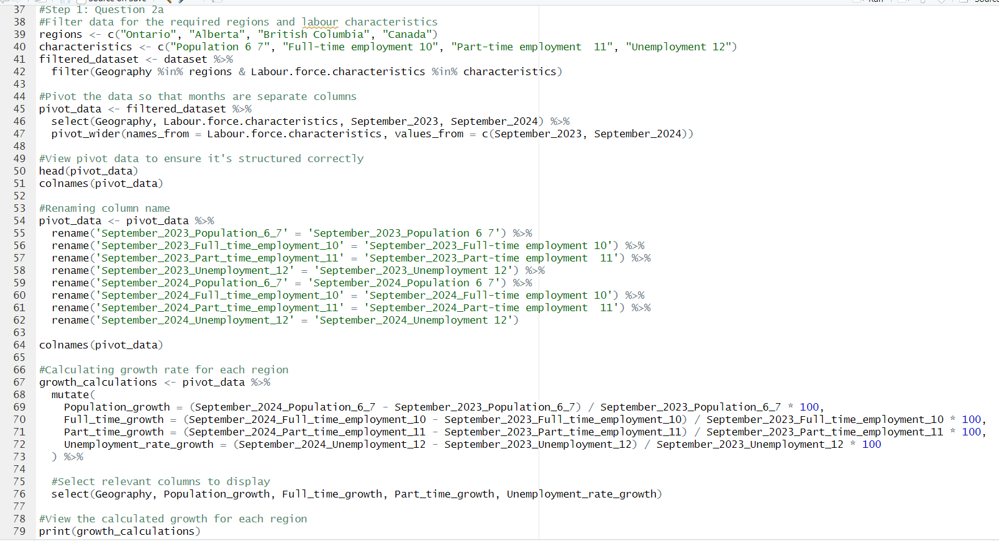 Source on Save Run Source
37 #Step 1: Question 2a
38 #Filter data for the required regions and labour characteristics
39 regions <- c("Ontario", "Alberta", "British Columbia", "Canada")
40 characteristics <- c("Population 6 7", "Full-time employment 10", "Part-time employment  11", "Unemployment 12")
41 filtered_dataset <- dataset %>%
42   filter(Geography %in% regions & Labour.force.characteristics %in% characteristics)
43
44 #Pivot the data so that months are separate columns
45 pivot_data <- filtered_dataset %>%
46   select(Geography, Labour.force.characteristics, September_2023, September_2024) %>%
47   pivot_wider(names_from = Labour.force.characteristics, values_from = c(September_2023, September_2024))
48
49 #View pivot data to ensure it's structured correctly
50 head(pivot_data)
51 colnames(pivot_data)
52
53 #Renaming column name
54 pivot_data <- pivot_data %>%
55   rename('September_2023_Population_6_7' = 'September_2023_Population 6 7') %>%
56   rename('September_2023_Full_time_employment_10' = 'September_2023_Full-time employment 10') %>%
57   rename('September_2023_Part_time_employment_11' = 'September_2023_Part-time employment  11') %>%
58   rename('September_2023_Unemployment_12' = 'September_2023_Unemployment 12') %>%
59   rename('September_2024_Population_6_7' = 'September_2024_Population 6 7') %>%
60   rename('September_2024_Full_time_employment_10' = 'September_2024_Full-time employment 10') %>%
61   rename('September_2024_Part_time_employment_11' = 'September_2024_Part-time employment  11') %>%
62   rename('September_2024_Unemployment_12' = 'September_2024_Unemployment 12')
63
64 colnames(pivot_data)
65
66 #Calculating growth rate for each region
67 growth_calculations <- pivot_data %>%
68   mutate(
69     Population_growth = (September_2024_Population_6_7 - September_2023_Population_6_7) / September_2023_Population_6_7 * 100,
70     Full_time_growth = (September_2024_Full_time_employment_10 - September_2023_Full_time_employment_10) / September_2023_Full_time_employment_10 * 100,
71     Part_time_growth = (September_2024_Part_time_employment_11 - September_2023_Part_time_employment_11) / September_2023_Part_time_employment_11 * 100,
72     Unemployment_rate_growth = (September_2024_Unemployment_12 - September_2023_Unemployment_12) / September_2023_Unemployment_12 * 100
73   ) %>%
74
75   #Select relevant columns to display
76   select(Geography, Population_growth, Full_time_growth, Part_time_growth, Unemployment_rate_growth)
77
78 #View the calculated growth for each region
79 print(growth_calculations)